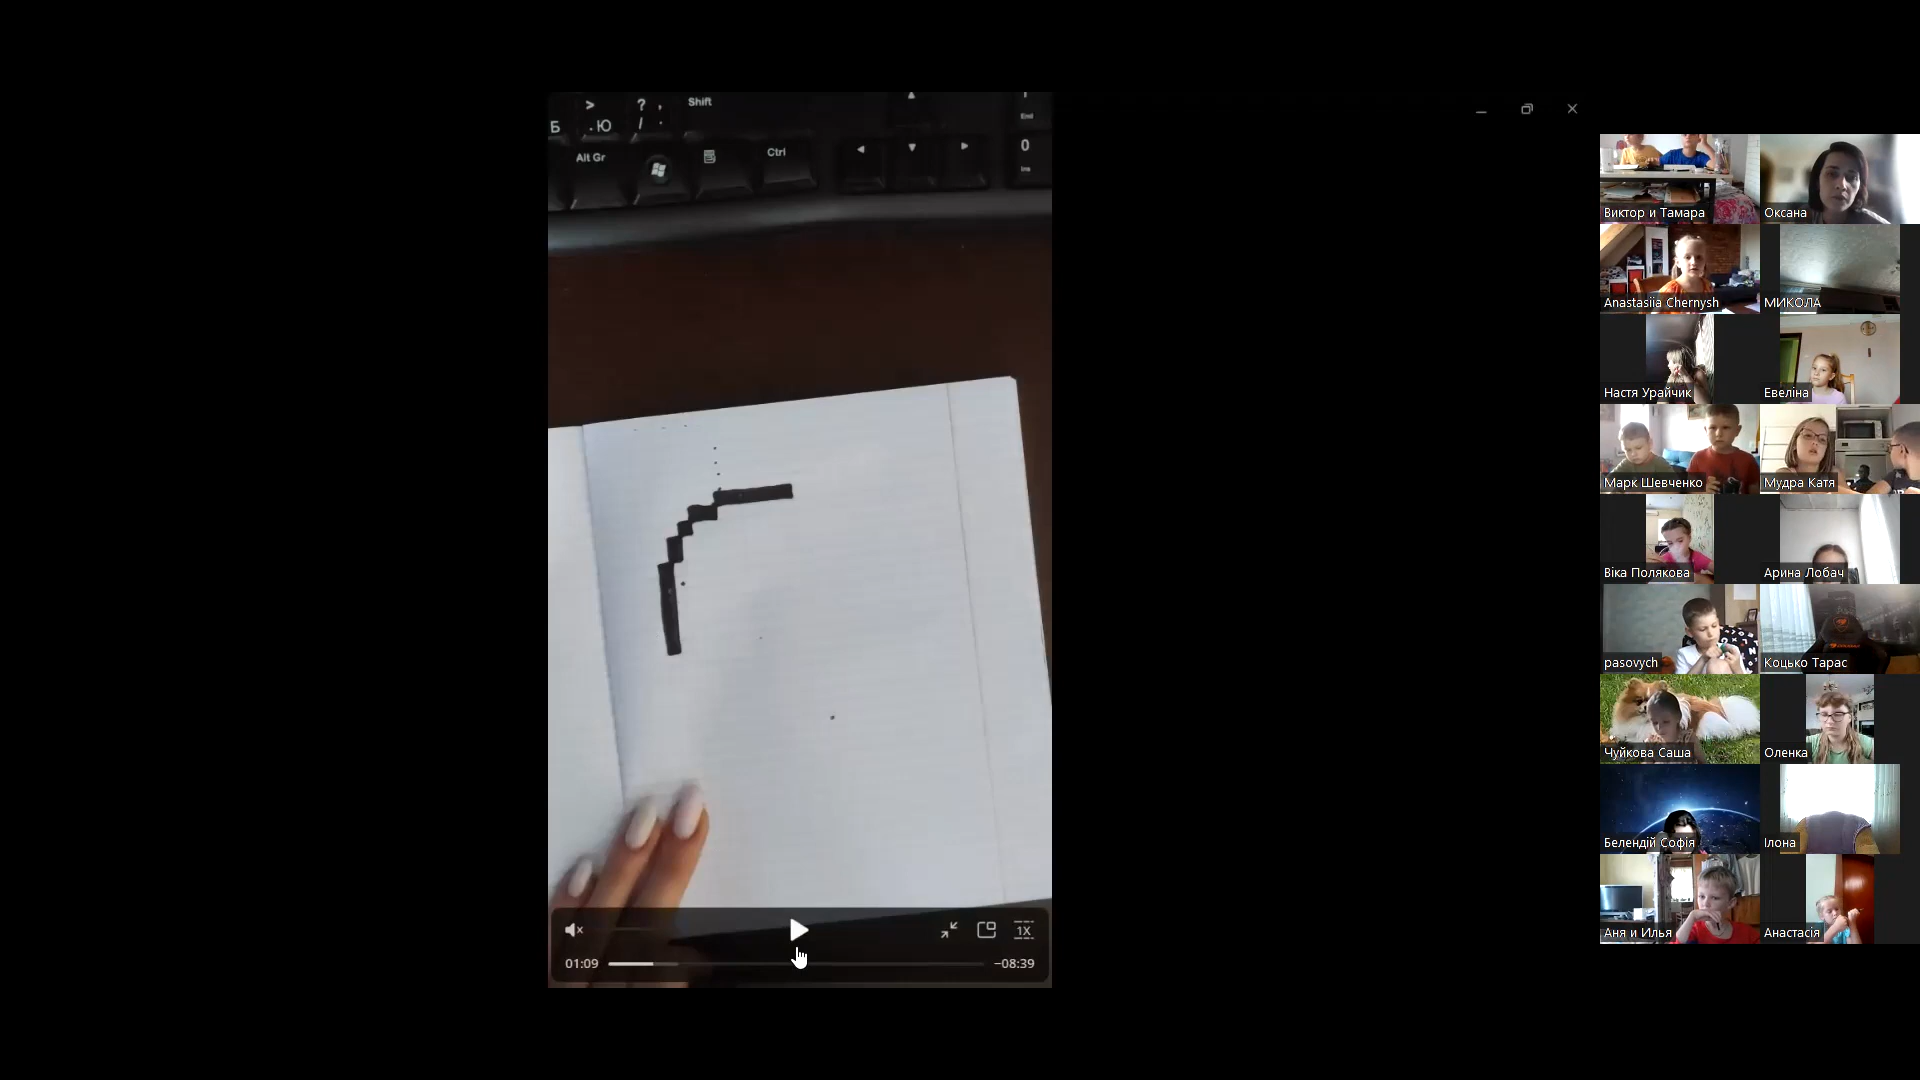 > ? , Shift
Б . Ю / .
End
Alt Gr Ctrl 0
Ins
Виктор и Тамара Оксана
Anastasiia Chernysh МИКОЛА
Настя Урайчик Евеліна
Марк Шевченко Мудра Катя
Віка Полякова Арина Лобач
pasovych Коцько Тарас
Чуйкова Саша Оленка
Белендій Софія Ілона
Аня и Илья Анастасія
1X
01:09 −08:39